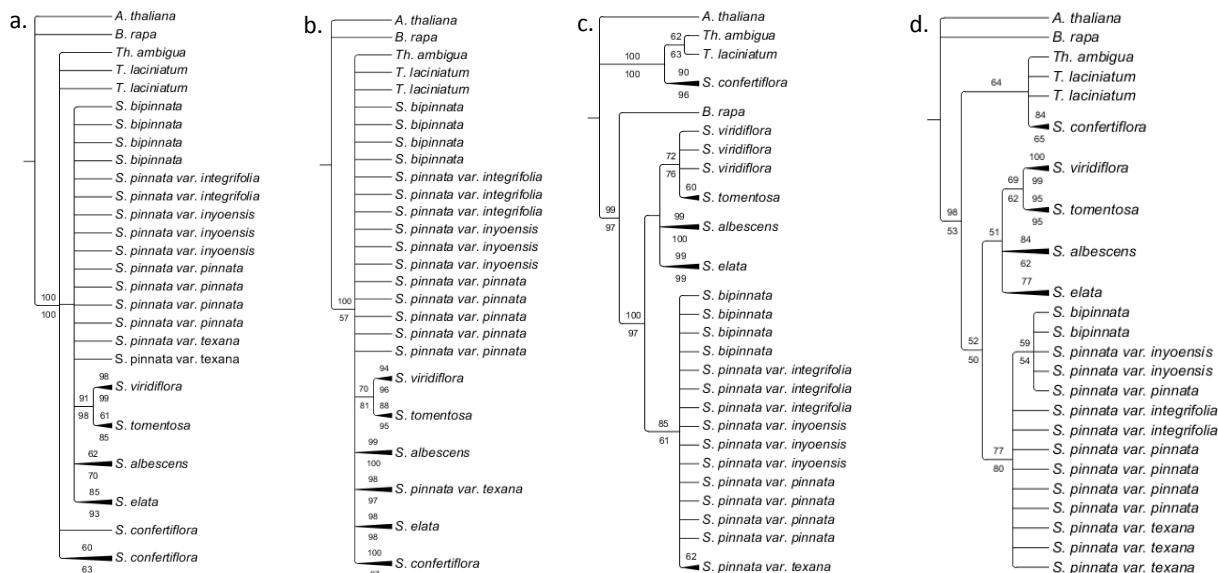 a.
A. thaliana
B. rapa
Th. ambigua
T. laciniatum
T. laciniatum
S. bipinnata
S. bipinnata
S. bipinnata
S. bipinnata
S. pinnata var. integrifolia
S. pinnata var. integrifolia
S. pinnata var. inyoensis
S. pinnata var. inyoensis
S. pinnata var. inyoensis
S. pinnata var. pinnata
S. pinnata var. pinnata
S. pinnata var. pinnata
100
100
S. pinnata var. pinnata
S. pinnata var. texana
S. pinnata var. texana
98
S. viridiflora
99
91
98
61
S. tomentosa
85
62
S. albescens
70
85
S. elata
93
S. confertiflora
60
S. confertiflora
63
b.
A. thaliana
B. rapa
Th. ambigua
T. laciniatum
T. laciniatum
S. bipinnata
S. bipinnata
S. bipinnata
S. bipinnata
S. pinnata var. integrifolia
S. pinnata var. integrifolia
S. pinnata var. integrifolia
S. pinnata var. inyoensis
S. pinnata var. inyoensis
S. pinnata var. inyoensis
S. pinnata var. pinnata
S. pinnata var. pinnata
100
57
S. pinnata var. pinnata
S. pinnata var. pinnata
S. pinnata var. pinnata
94
S. viridiflora
96
70
81
88
S. tomentosa
95
99
S. albescens
100
98
S. pinnata var. texana
97
98
S. elata
98
100
S. confertiflora
c.
A. thaliana
Th. ambigua
62
63
T. laciniatum
100
100
90
S. confertiflora
96
B. rapa
S. viridiflora
S. viridiflora
72
76
S. viridiflora
60
S. tomentosa
99
97
99
S. albescens
100
99
S. elata
99
S. bipinnata
100
97
S. bipinnata
S. bipinnata
S. bipinnata
S. pinnata var. integrifolia
S. pinnata var. integrifolia
S. pinnata var. integrifolia
85
61
S. pinnata var. inyoensis
S. pinnata var. inyoensis
S. pinnata var. inyoensis
S. pinnata var. pinnata
S. pinnata var. pinnata
S. pinnata var. pinnata
S. pinnata var. pinnata
62
S. pinnata var. texana
d.
A. thaliana
B. rapa
Th. ambigua
T. laciniatum
64
T. laciniatum
84
S. confertiflora
65
100
S. viridiflora
99
69
62
95
S. tomentosa
95
98
53
51
84
S. albescens
62
77
S. elata
S. bipinnata
S. bipinnata
52
50
59
54
S. pinnata var. inyoensis
S. pinnata var. inyoensis
S. pinnata var. pinnata
S. pinnata var. integrifolia
S. pinnata var. integrifolia
77
80
S. pinnata var. pinnata
S. pinnata var. pinnata
S. pinnata var. pinnata
S. pinnata var. pinnata
S. pinnata var. texana
S. pinnata var. texana
S. pinnata var. texana